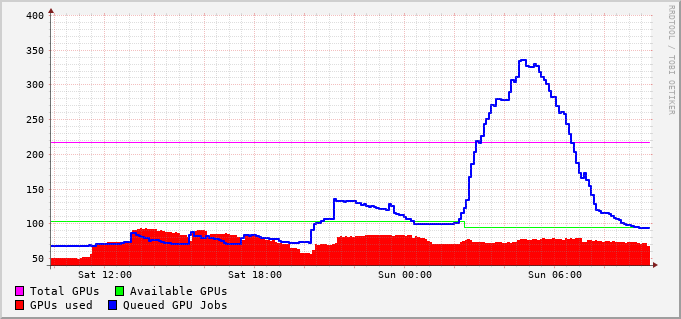 400
350
300
250
200
150
100
50
Sat 12:00 Sat 18:00 Sun 00:00 Sun 06:00
Total GPUs Available GPUs
GPUs used Queued GPU Jobs
RRDTOOL / TOBI OETIKER